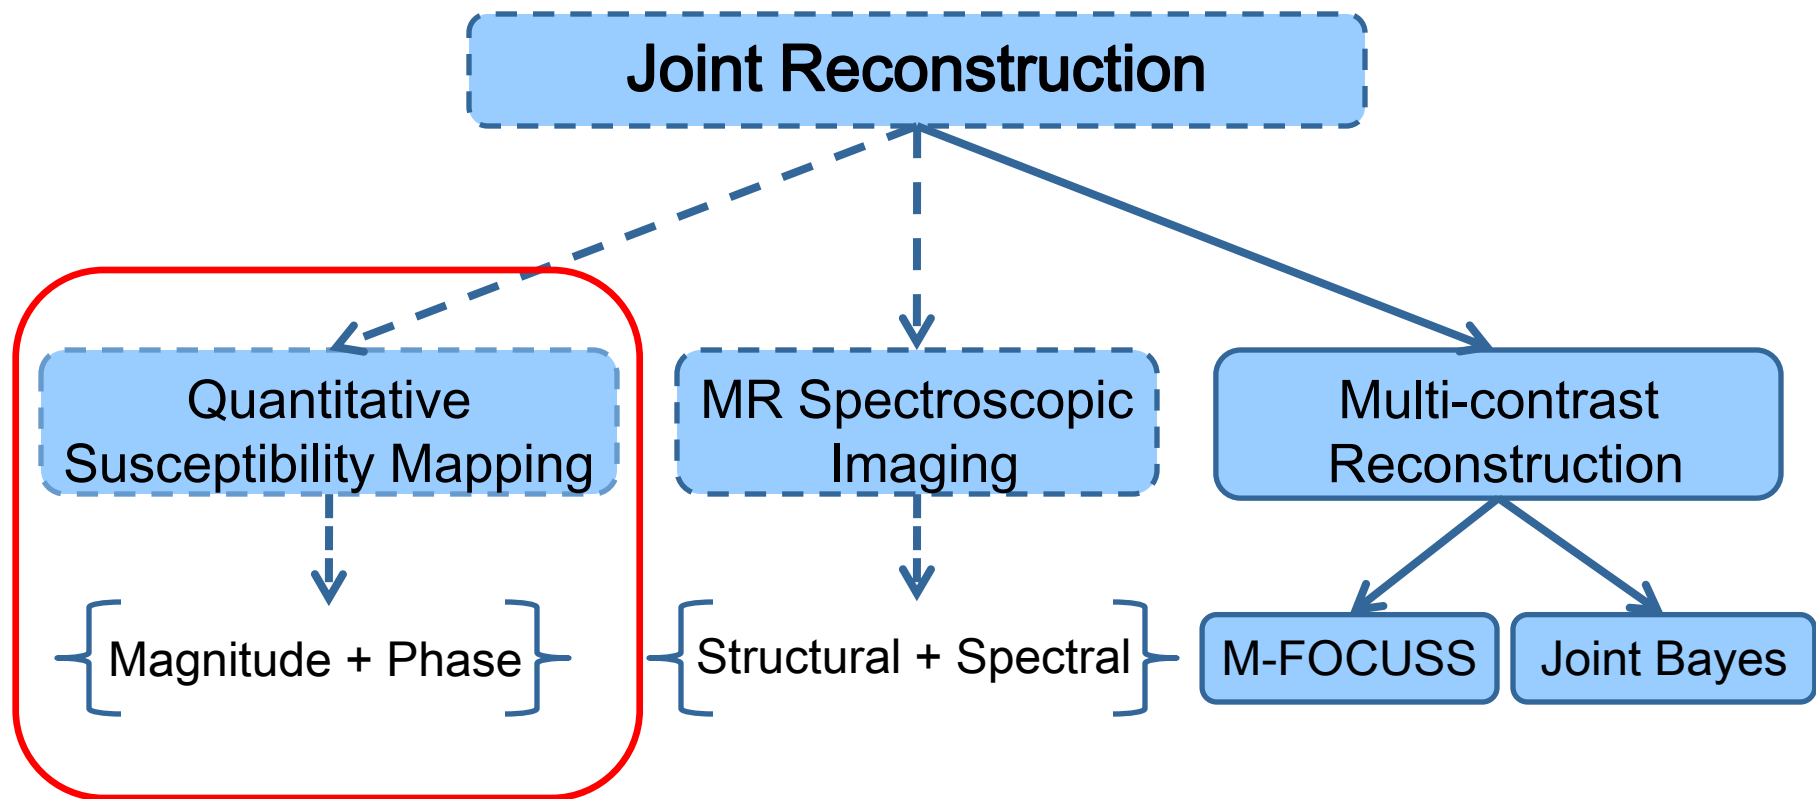 Joint Reconstruction
Quantitative
Susceptibility Mapping
MR Spectroscopic
Imaging
Multi-contrast
Reconstruction
Magnitude + Phase
Structural + Spectral
M-FOCUSS
Joint Bayes